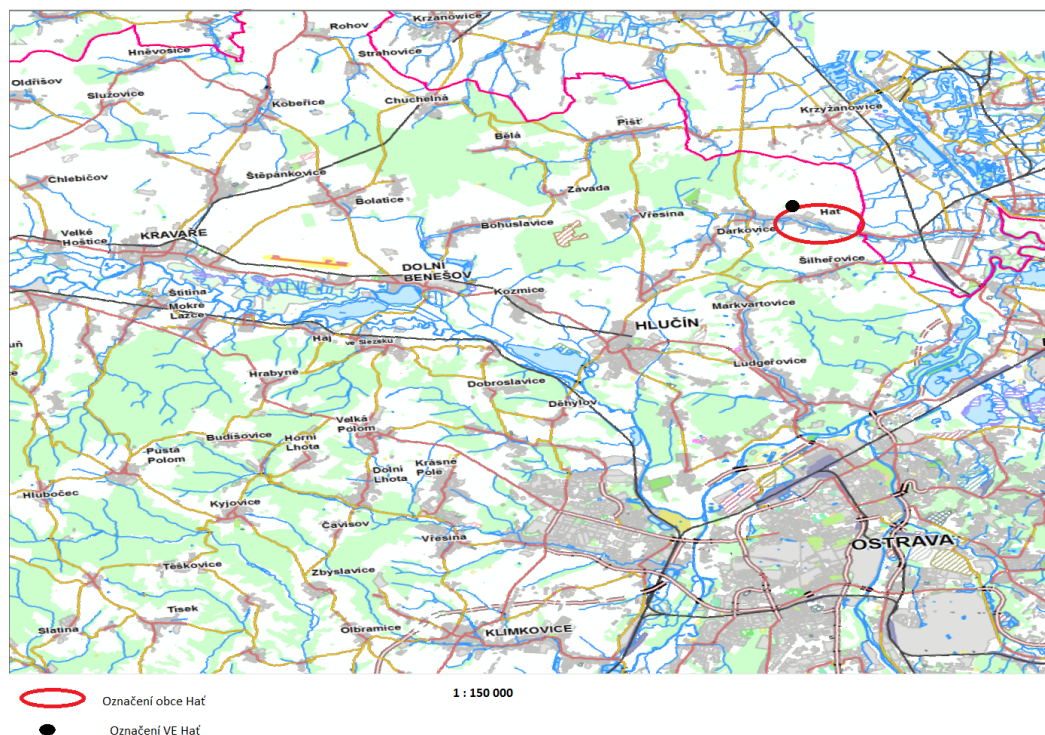 Rohov
Krzanowice
Hněvošice
Strahovice
Oldřišov
Služovice
Kobeřice
Chuchelná
Krzyżanowice
Píšť
Bělá
Chlebičov
Štěpánkovice
Bolatice
Závada
Vřesina
Hať
Velké
Hoštice
KRAVAŘE
Bohuslavice
Darkovice
Šilheřovice
DOLNÍ
BENEŠOV
Kozmice
Štítina
Mokré
Lazce
Markvartovice
HLUČÍN
uň
Háj
ve Slezsku
Ludgeřovice
Hrabyně
Dobroslavice
Děhylov
Velká
Polom
Budišovice
Horní
Lhota
Pustá
Polom
Dolní
Lhota
Krásné
Pole
Hlubočec
Kyjovice
Čavisov
Vřesina
OSTRAVA
Těškovice
Zbyslavice
Tísek
Slatina
Olbramice
KLIMKOVICE
1 : 150 000
Označení obce Hať
Označení VE Hať